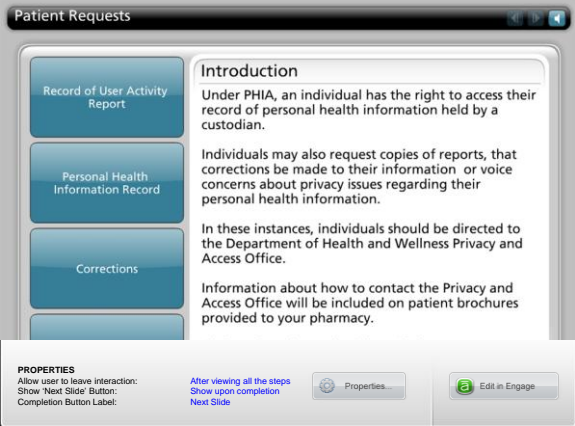 Patient Requests
Record of User Activity
Report
Personal Health
Information Record
Corrections
Introduction
Under PHIA, an individual has the right to access their
record of personal health information held by a
custodian.
Individuals may also request copies of reports, that
corrections be made to their information or voice
concerns about privacy issues regarding their
personal health information.
In these instances, individuals should be directed to
the Department of Health and Wellness Privacy and
Access Office.
Information about how to contact the Privacy and
Access Office will be included on patient brochures
provided to your pharmacy.
PROPERTIES
Allow user to leave interaction: After viewing all the steps
Show 'Next Slide' Button: Show upon completion
Completion Button Label: Next Slide
Properties...
Edit in Engage